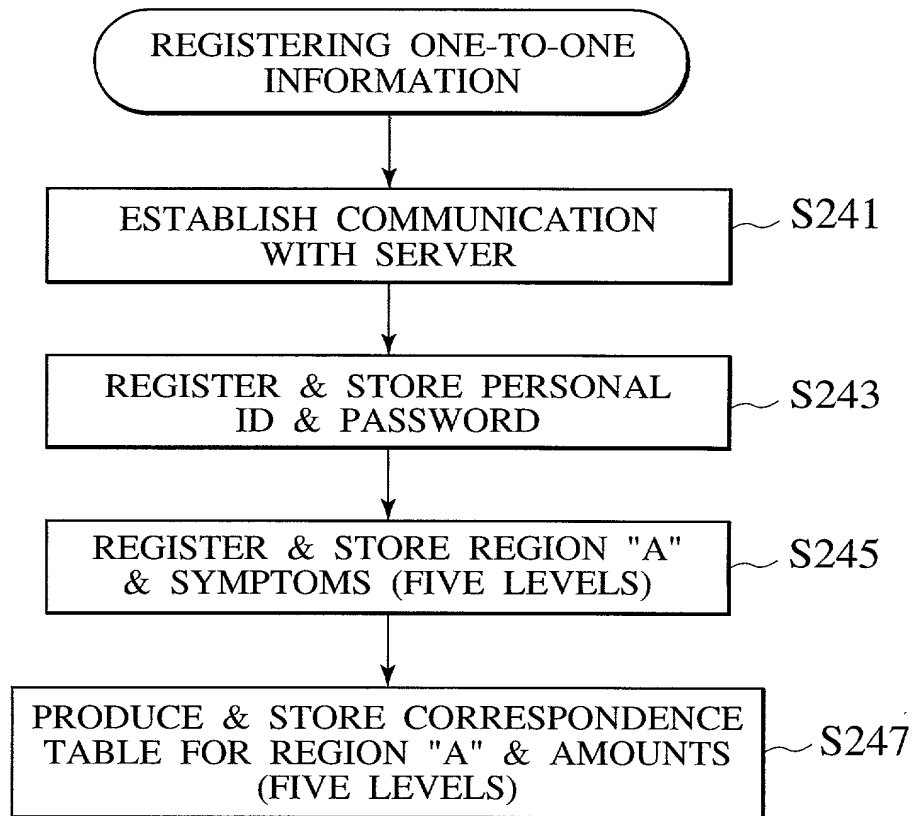 REGISTERING ONE-TO-ONE
INFORMATION
ESTABLISH COMMUNICATION
WITH SERVER
S241
REGISTER & STORE PERSONAL
ID & PASSWORD
S243
REGISTER & STORE REGION "A"
& SYMPTOMS (FIVE LEVELS)
S245
PRODUCE & STORE CORRESPONDENCE
TABLE FOR REGION "A" & AMOUNTS
(FIVE LEVELS)
S247